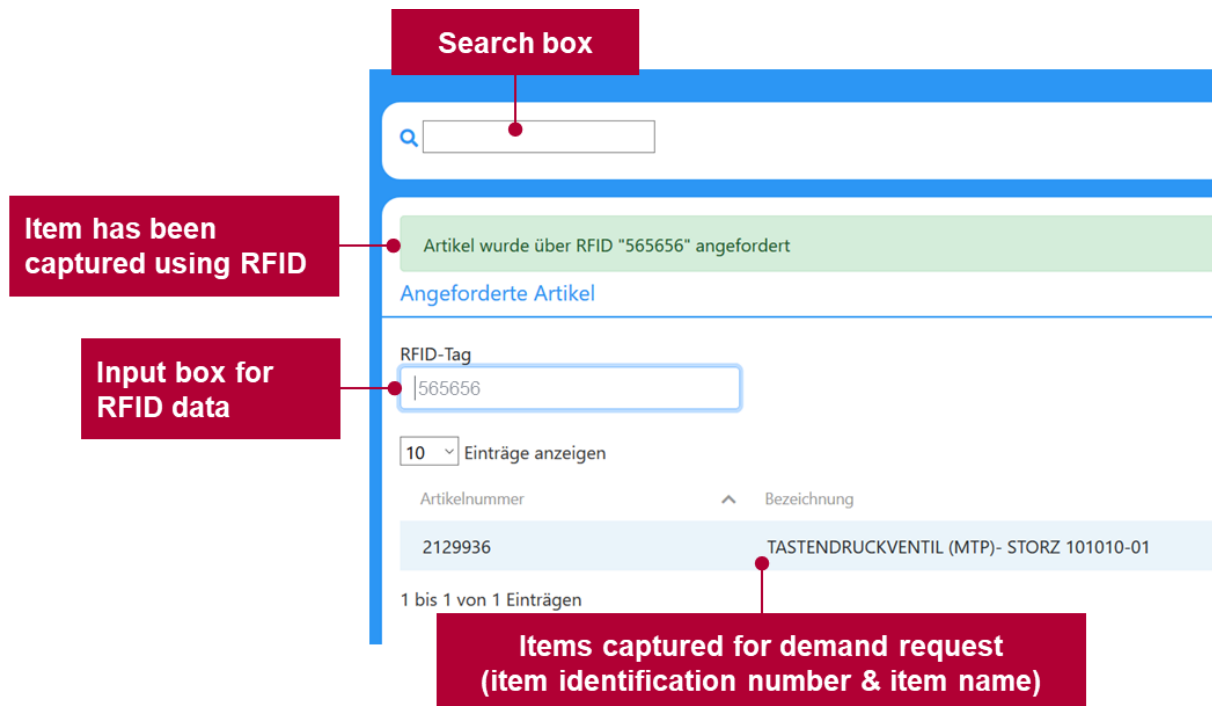 Search box
Item has been
captured using RFID
Artikel wurde über RFID "565656" angefordert
Angeforderte Artikel
RFID-Tag
Input box for
RFID data
565656
10 Einträge anzeigen
Artikelnummer Bezeichnung
2129936 TASTENDRUCKVENTIL (MTP)- STORZ 101010-01
1 bis 1 von 1 Einträgen
Items captured for demand request
(item identification number & item name)